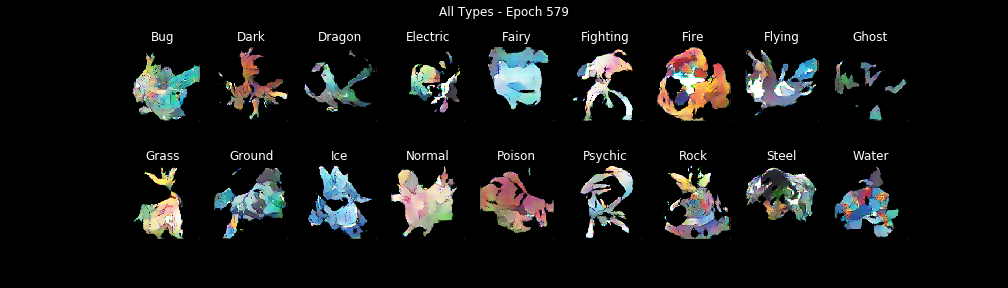 All Types - Epoch 579
Bug Dark Dragon Electric Fairy Fighting Fire Flying Ghost
Grass Ground Ice Normal Poison Psychic Rock Steel Water